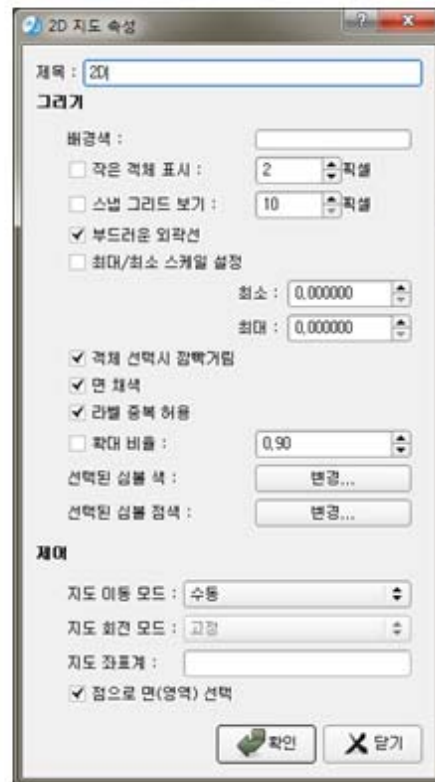 2D 지도 속성
제목 : 2D
그리기
배경색 :
작은 객체 표시 : 2 픽셀
스냅 그리드 보기 : 10 픽셀
부드러운 외곽선
최대/최소 스케일 설정
최소 : 0,000000
최대 : 0,000000
객체 선택시 깜빡거림
면 채색
라벨 중복 허용
확대 비율 : 0,90
선택된 심볼 색 : 변경...
선택된 심볼 점색 : 변경...
제어
지도 이동 모드 : 수동
지도 회전 모드 : 고정
지도 좌표계 :
점으로 면(영역) 선택
확인 닫기